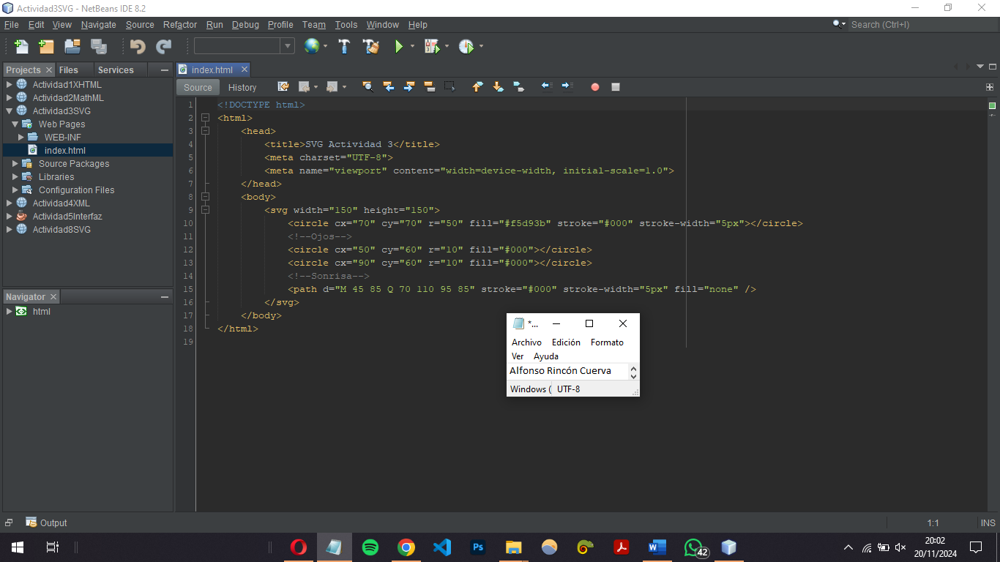 Actividad3SVG - NetBeans IDE 8.2
File Edit View Navigate Source Refactor Run Debug Profile Team Tools Window Help
Search (Ctrl+I)
Projects Files Services
Actividad1XHTML
Actividad2MathML
Actividad3SVG
Web Pages
WEB-INF
index.html
Source Packages
Libraries
Configuration Files
Actividad4XML
Actividad5Interfaz
Actividad8SVG
Navigator
html
index.html
Source History
1 <!DOCTYPE html>
2 <html>
3 <head>
4 <title>SVG Actividad 3</title>
5 <meta charset="UTF-8">
6 <meta name="viewport" content="width=device-width, initial-scale=1.0">
7 </head>
8 <body>
9 <svg width="150" height="150">
10 <circle cx="70" cy="70" r="50" fill="#f5d93b" stroke="#000" stroke-width="5px"></circle>
11 <!--Ojos-->
12 <circle cx="50" cy="60" r="10" fill="#000"></circle>
13 <circle cx="90" cy="60" r="10" fill="#000"></circle>
14 <!--Sonrisa-->
15 <path d="M 45 85 Q 70 110 95 85" stroke="#000" stroke-width="5px" fill="none" />
16 </svg>
17 </body>
18 </html>
19
*...
Archivo Edición Formato
Ver Ayuda
Alfonso Rincón Cuerva
Windows ( UTF-8
Output
1:1 INS
Ps
42
20:02
20/11/2024